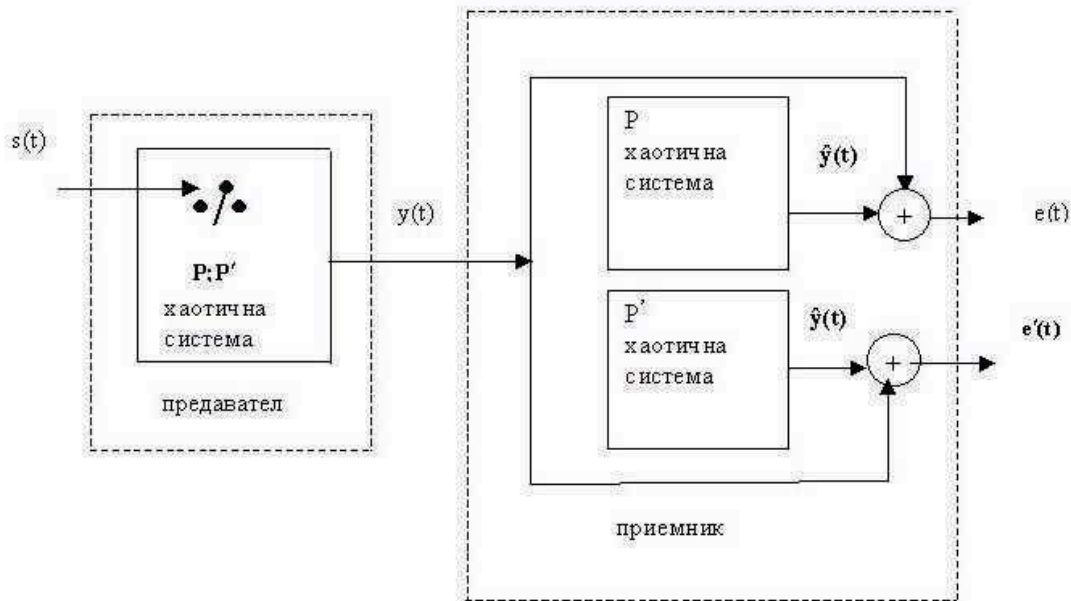 s(t)
P;P′
хаотична
система
предавател
y(t)
P
хаотична
система
ŷ(t)
+
e(t)
P′
хаотична
система
ŷ(t)
+
e′(t)
приемник